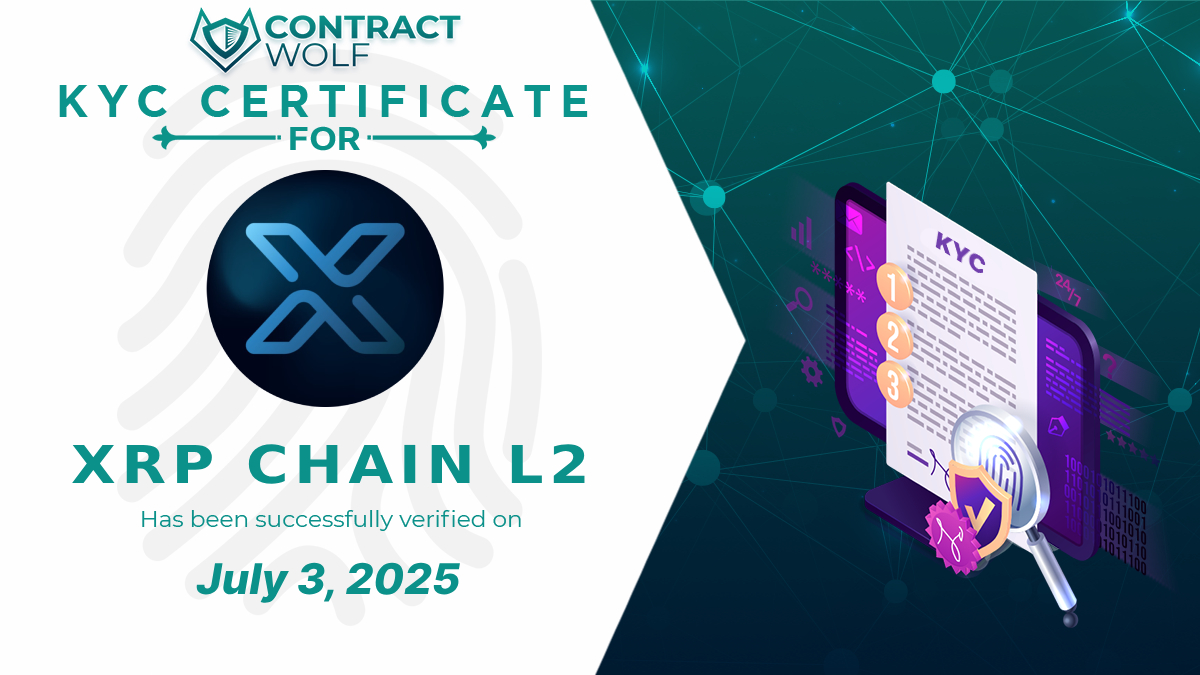 CONTRACT
WOLF
KYC CERTIFICATE
FOR
XRP CHAIN L2
Has been successfully verified on
July 3, 2025
KYC
1
2
3
24/7